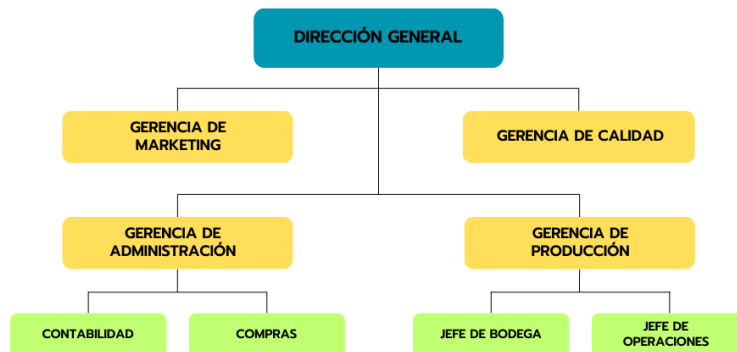 DIRECCIÓN GENERAL
GERENCIA DE
MARKETING
GERENCIA DE CALIDAD
GERENCIA DE
ADMINISTRACIÓN
GERENCIA DE
PRODUCCIÓN
CONTABILIDAD
COMPRAS
JEFE DE BODEGA
JEFE DE
OPERACIONES